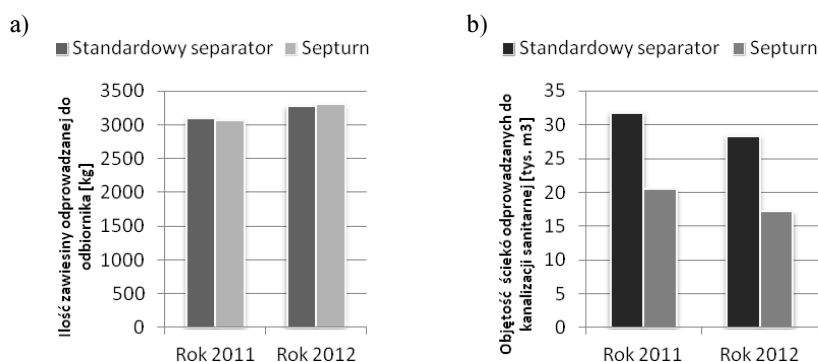 a)
Standardowy separator Septurn
Ilość zawiesiny odprowadzanej do
odbiornika [kg]
3500
3000
2500
2000
1500
1000
500
0
Rok 2011 Rok 2012
b)
Standardowy separator Septurn
Objętość ściekó odprowadzanych do
kanalizacji sanitarnej [tys. m3]
35
30
25
20
15
10
5
0
Rok 2011 Rok 2012